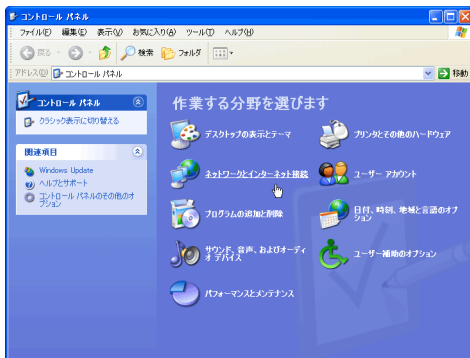 コントロール パネル
ファイル(F) 編集(E) 表示(V) お気に入り(A) ツール(T) ヘルプ(H)
戻る 検索 フォルダ
アドレス(D) コントロール パネル 移動
コントロール パネル
クラシック表示に切り替える
関連項目
Windows Update
ヘルプとサポート
コントロール パネルのその他のオ
プション
作業する分野を選びます
デスクトップの表示とテーマ
プリンタとその他のハードウェア
ネットワークとインターネット接続
ユーザー アカウント
プログラムの追加と削除
日付、時刻、地域と言語のオプ
ション
サウンド、音声、およびオーディ
オ デバイス
ユーザー補助のオプション
パフォーマンスとメンテナンス